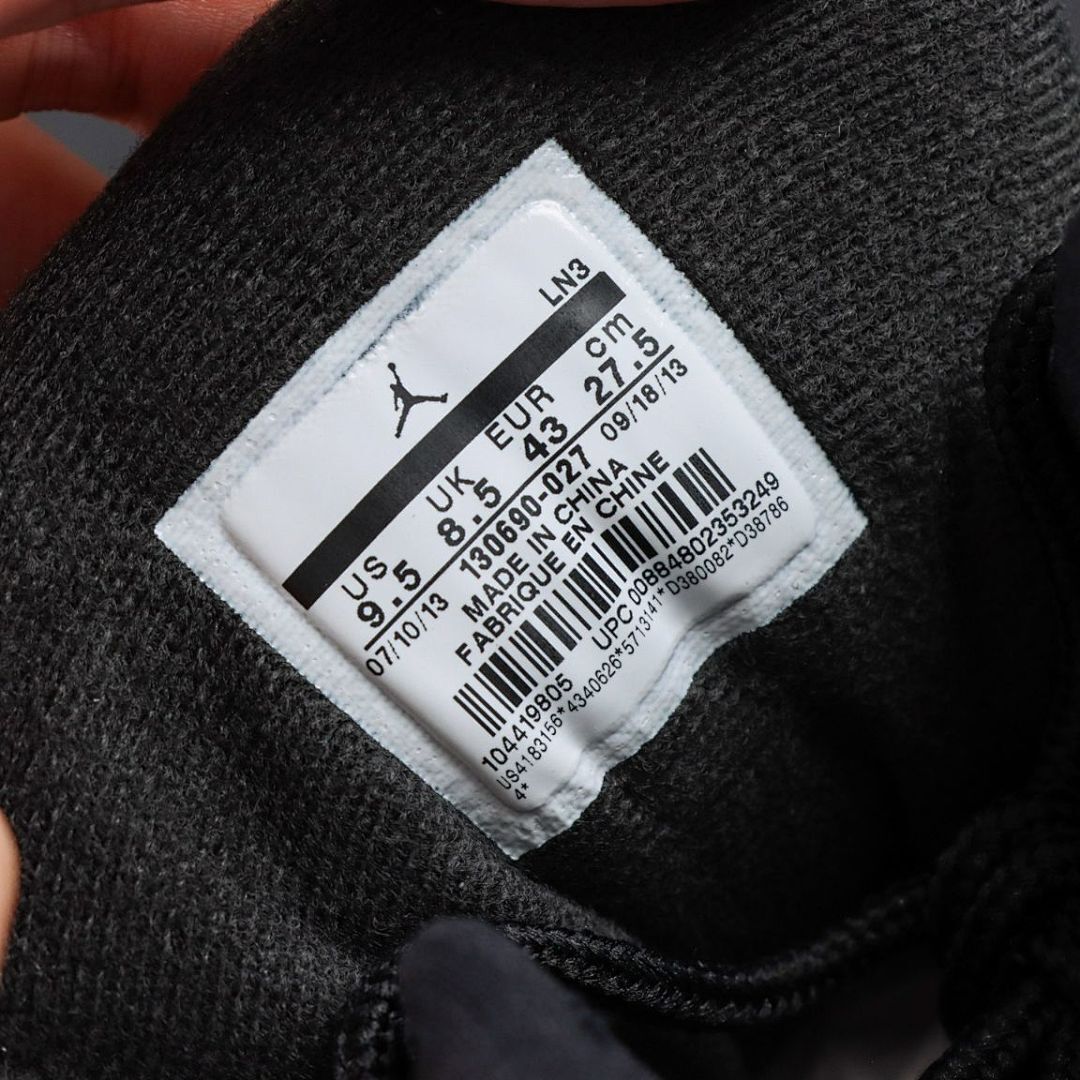 LN3
US UK EUR cm
9.5 8.5 43 27.5
07/10/13 130690-027 09/18/13
MADE IN CHINA
FABRIQUE EN CHINE
104419805 UPC 00884802353249
US4183156*4340626*5713141*D380082*D38786
4*